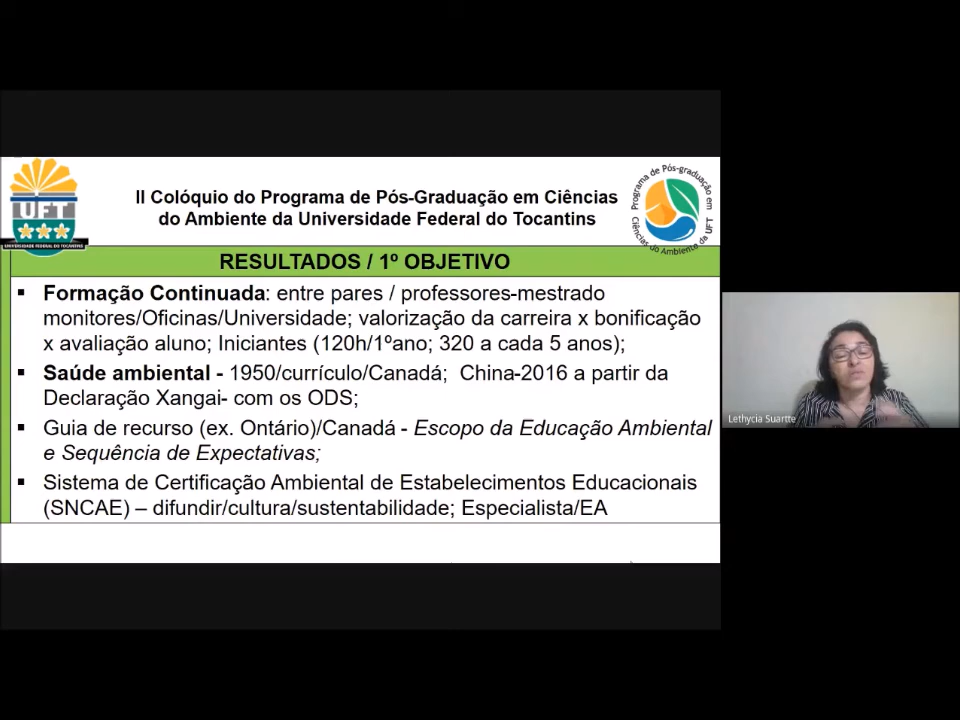 II Colóquio do Programa de Pós-Graduação em Ciências
do Ambiente da Universidade Federal do Tocantins
UFT
UNIVERSIDADE FEDERAL DO TOCANTINS
Programa de Pós-graduação em
Ciências do Ambiente da UFT
RESULTADOS / 1º OBJETIVO
▪ Formação Continuada: entre pares / professores-mestrado
monitores/Oficinas/Universidade; valorização da carreira x bonificação
x avaliação aluno; Iniciantes (120h/1ºano; 320 a cada 5 anos);
▪ Saúde ambiental - 1950/currículo/Canadá; China-2016 a partir da
Declaração Xangai- com os ODS;
▪ Guia de recurso (ex. Ontário)/Canadá - Escopo da Educação Ambiental
e Sequência de Expectativas;
▪ Sistema de Certificação Ambiental de Estabelecimentos Educacionais
(SNCAE) – difundir/cultura/sustentabilidade; Especialista/EA
Lethycia Suartte